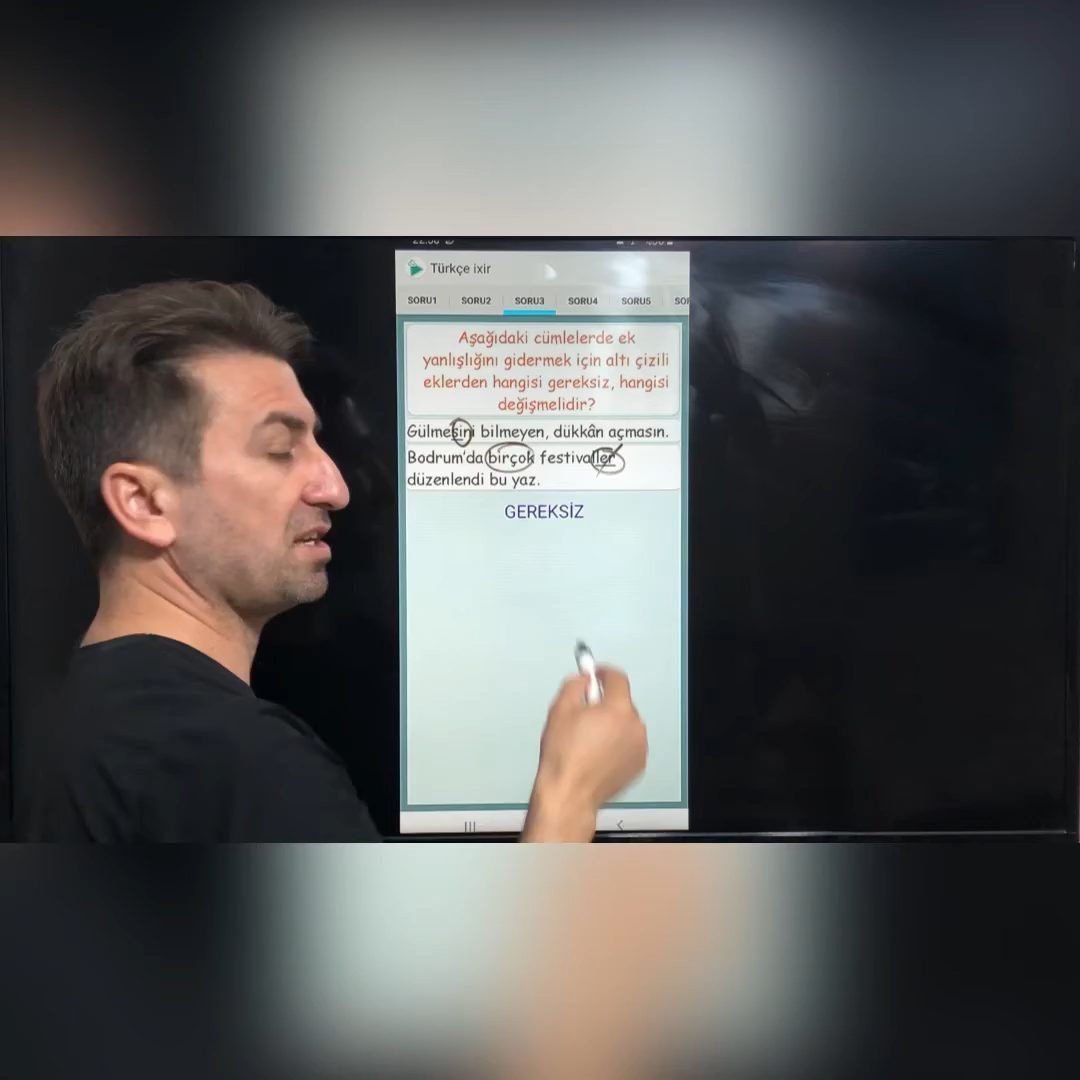 Türkçe ixir
SORU1 SORU2 SORU3 SORU4 SORU5
Aşağıdaki cümlelerde ek
yanlışlığını gidermek için altı çizili
eklerden hangisi gereksiz, hangisi
değişmelidir?
Gülmesini bilmeyen, dükkân açmasın.
Bodrum'da birçok festivaller
düzenlendi bu yaz.
GEREKSİZ